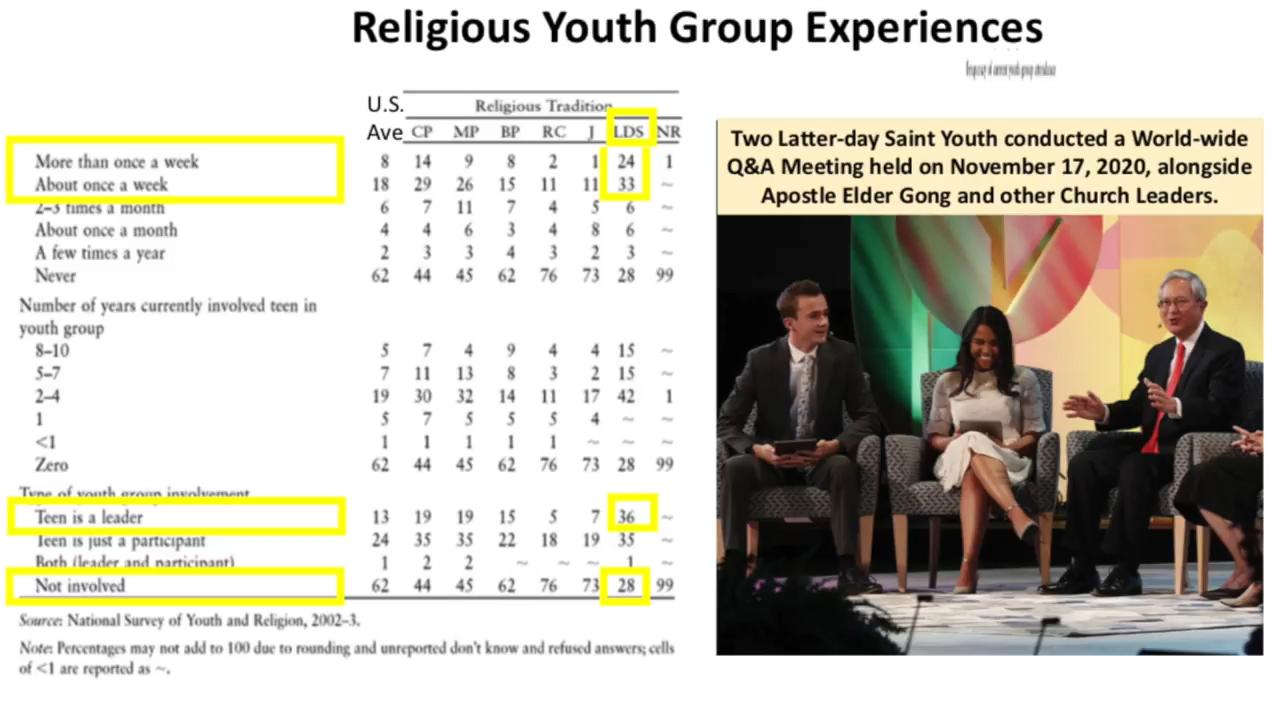 Religious Youth Group Experiences
Frequency of current youth group attendance
U.S. Religious Tradition
Ave CP MP BP RC J LDS NR
More than once a week 8 14 9 8 2 1 24 1
About once a week 18 29 26 15 11 11 33 ~
2–3 times a month 6 7 11 7 4 5 6 ~
About once a month 4 4 6 3 4 8 6 ~
A few times a year 2 3 3 4 3 2 3 ~
Never 62 44 45 62 76 73 28 99
Number of years currently involved teen in
youth group
8–10 5 7 4 9 4 4 15 ~
5–7 7 11 13 8 3 2 15 ~
2–4 19 30 32 14 11 17 42 1
1 5 7 5 5 5 4 ~ ~
<1 1 1 1 1 1 ~ ~ ~
Zero 62 44 45 62 76 73 28 99
Type of youth group involvement
Teen is a leader 13 19 19 15 5 7 36 ~
Teen is just a participant 24 35 35 22 18 19 35 ~
Both (leader and participant) 1 2 2 ~ ~ ~ 1 ~
Not involved 62 44 45 62 76 73 28 99
Source: National Survey of Youth and Religion, 2002–3.
Note: Percentages may not add to 100 due to rounding and unreported don't know and refused answers; cells
of <1 are reported as ~.
Two Latter-day Saint Youth conducted a World-wide
Q&A Meeting held on November 17, 2020, alongside
Apostle Elder Gong and other Church Leaders.